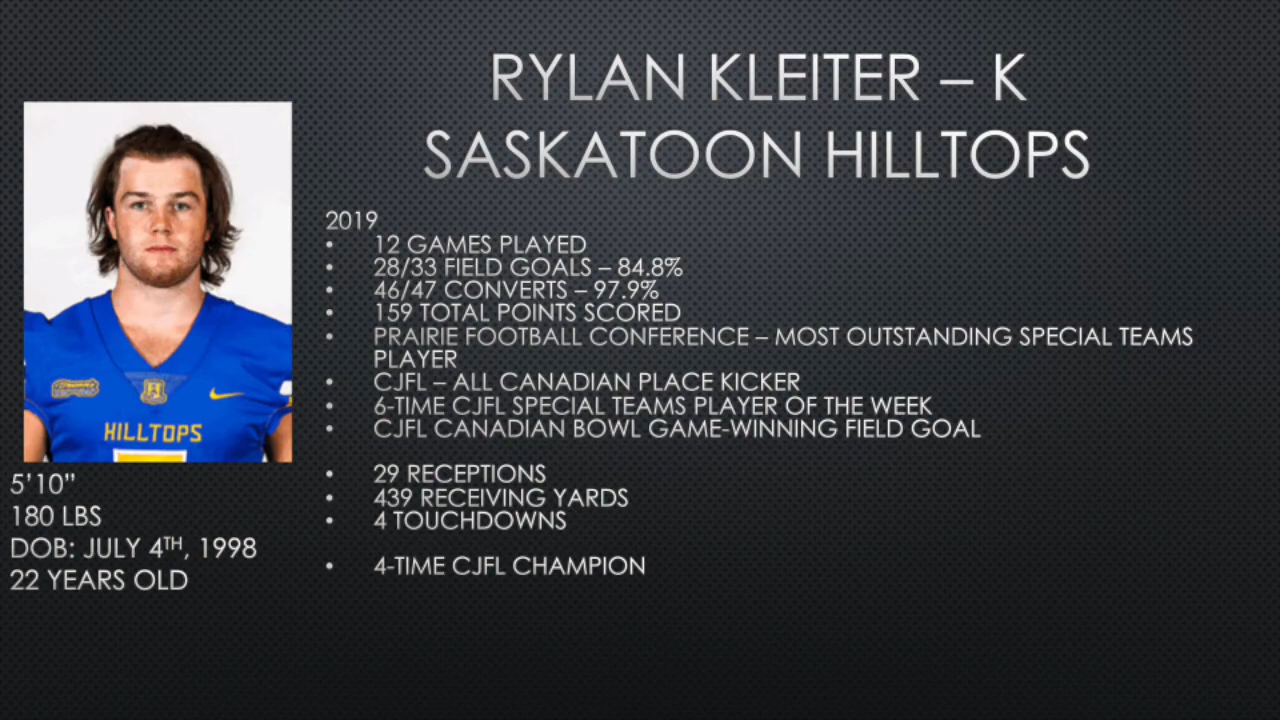 RYLAN KLEITER – K
SASKATOON HILLTOPS
2019
• 12 GAMES PLAYED
• 28/33 FIELD GOALS – 84.8%
• 46/47 CONVERTS – 97.9%
• 159 TOTAL POINTS SCORED
• PRAIRIE FOOTBALL CONFERENCE – MOST OUTSTANDING SPECIAL TEAMS
PLAYER
• CJFL – ALL CANADIAN PLACE KICKER
• 6-TIME CJFL SPECIAL TEAMS PLAYER OF THE WEEK
• CJFL CANADIAN BOWL GAME-WINNING FIELD GOAL
• 29 RECEPTIONS
• 439 RECEIVING YARDS
• 4 TOUCHDOWNS
• 4-TIME CJFL CHAMPION
HILLTOPS
5’10”
180 LBS
DOB: JULY 4TH, 1998
22 YEARS OLD